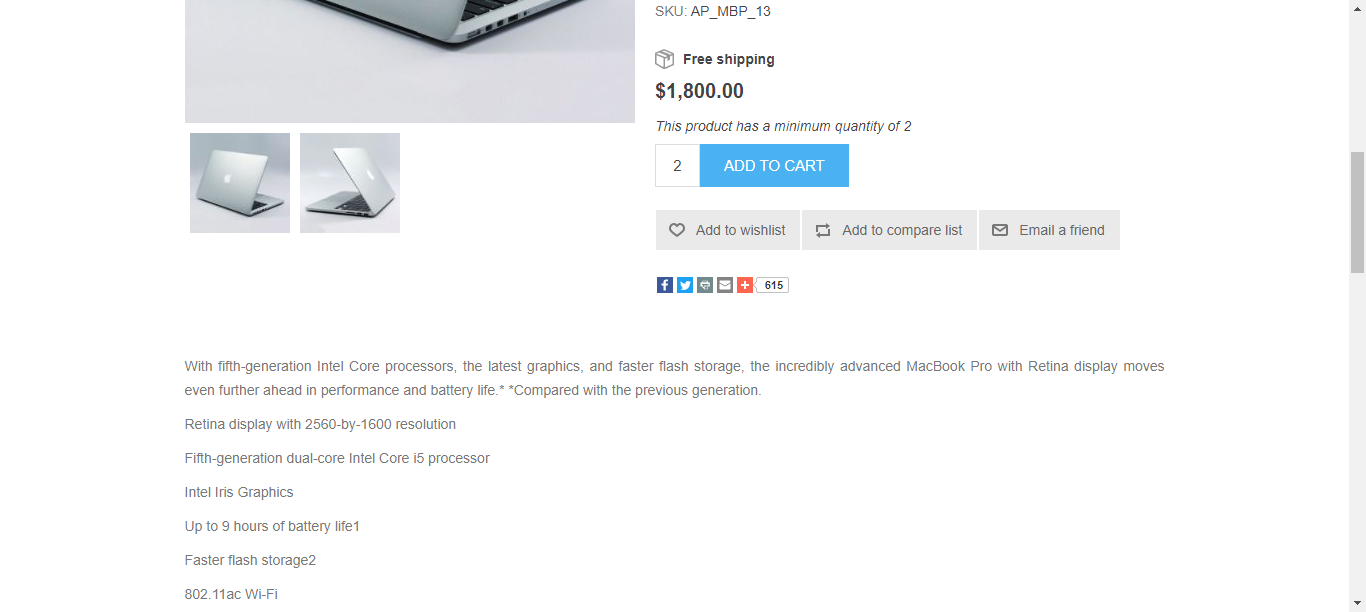 SKU: AP_MBP_13
Free shipping
$1,800.00
This product has a minimum quantity of 2
2 ADD TO CART
Add to wishlist Add to compare list Email a friend
615
With fifth-generation Intel Core processors, the latest graphics, and faster flash storage, the incredibly advanced MacBook Pro with Retina display moves
even further ahead in performance and battery life.* *Compared with the previous generation.
Retina display with 2560-by-1600 resolution
Fifth-generation dual-core Intel Core i5 processor
Intel Iris Graphics
Up to 9 hours of battery life1
Faster flash storage2
802.11ac Wi-Fi